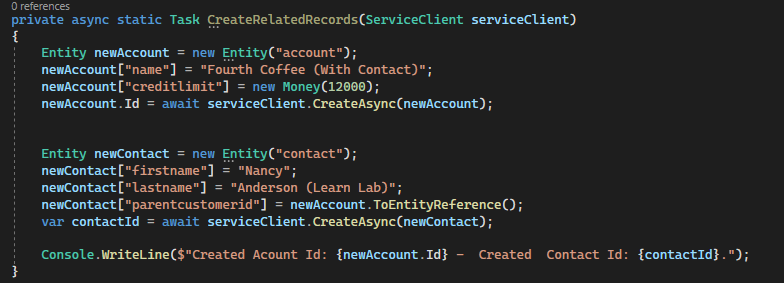 0 references
private async static Task CreateRelatedRecords(ServiceClient serviceClient)
{
Entity newAccount = new Entity("account");
newAccount["name"] = "Fourth Coffee (With Contact)";
newAccount["creditlimit"] = new Money(12000);
newAccount.Id = await serviceClient.CreateAsync(newAccount);
Entity newContact = new Entity("contact");
newContact["firstname"] = "Nancy";
newContact["lastname"] = "Anderson (Learn Lab)";
newContact["parentcustomerid"] = newAccount.ToEntityReference();
var contactId = await serviceClient.CreateAsync(newContact);
Console.WriteLine($"Created Acount Id: {newAccount.Id} -  Created  Contact Id: {contactId}.");
}